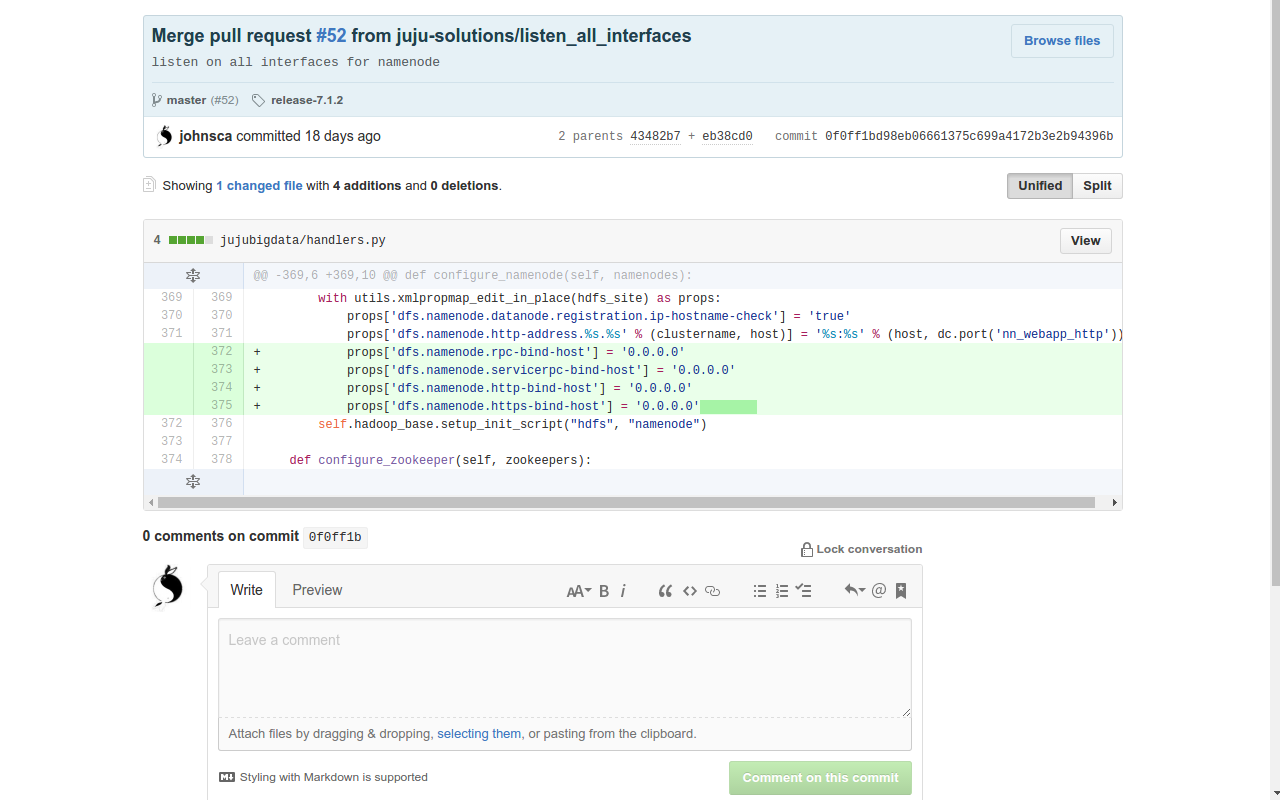 Merge pull request #52 from juju-solutions/listen_all_interfaces
Browse files
listen on all interfaces for namenode
master (#52) release-7.1.2
johnsca committed 18 days ago 2 parents 43482b7 + eb38cd0 commit 0f0ff1bd98eb06661375c699a4172b3e2b94396b
Showing 1 changed file with 4 additions and 0 deletions. Unified Split
4 jujubigdata/handlers.py View
@@ -369,6 +369,10 @@ def configure_namenode(self, namenodes):
369 369 with utils.xmlpropmap_edit_in_place(hdfs_site) as props:
370 370 props['dfs.namenode.datanode.registration.ip-hostname-check'] = 'true'
371 371 props['dfs.namenode.http-address.%s.%s' % (clustername, host)] = '%s:%s' % (host, dc.port('nn_webapp_http'))
372 + props['dfs.namenode.rpc-bind-host'] = '0.0.0.0'
373 + props['dfs.namenode.servicerpc-bind-host'] = '0.0.0.0'
374 + props['dfs.namenode.http-bind-host'] = '0.0.0.0'
375 + props['dfs.namenode.https-bind-host'] = '0.0.0.0'
372 376 self.hadoop_base.setup_init_script("hdfs", "namenode")
373 377
374 378 def configure_zookeeper(self, zookeepers):
0 comments on commit 0f0ff1b
Lock conversation
Write Preview AA B i @
Leave a comment
Attach files by dragging & dropping, selecting them, or pasting from the clipboard.
Styling with Markdown is supported Comment on this commit